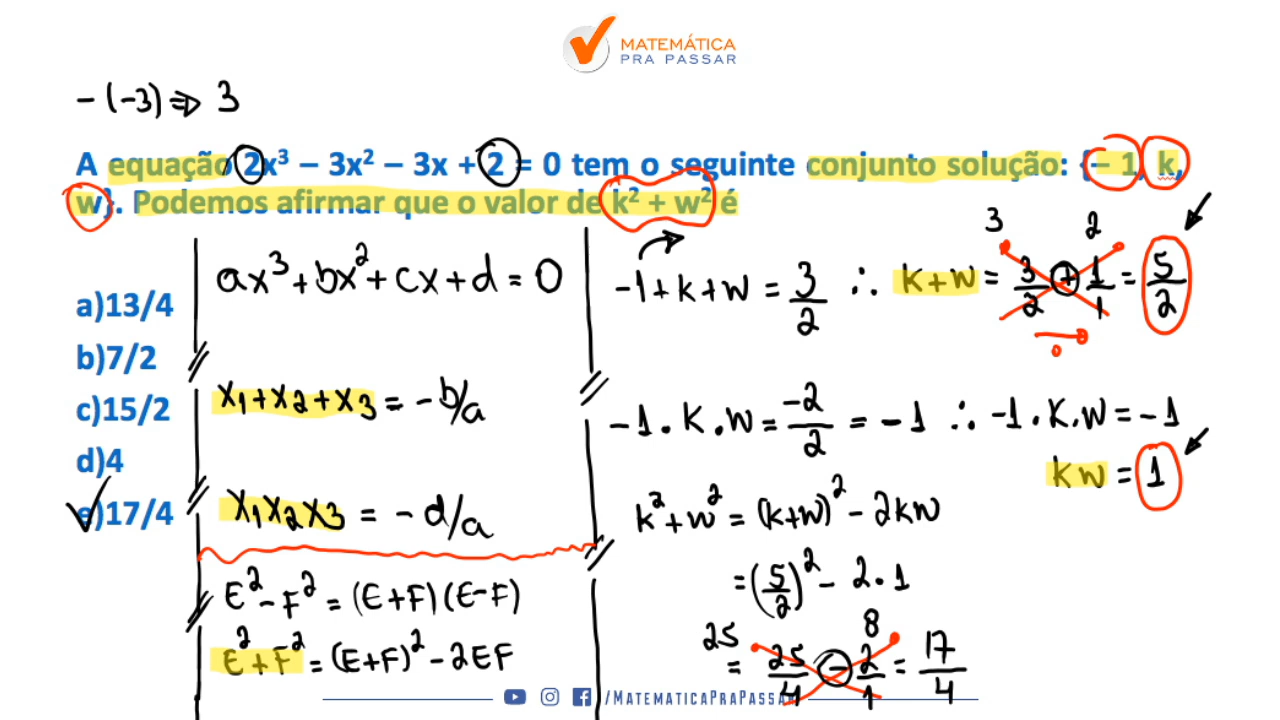 MATEMÁTICA
PRA PASSAR
- (-3) ⇒ 3
A equação 2x³ – 3x² – 3x + 2 = 0 tem o seguinte conjunto solução: {– 1, k,
w}. Podemos afirmar que o valor de k² + w² é
a)13/4
b)7/2
c)15/2
d)4
e)17/4
ax³ + bx² + cx + d = 0
x₁ + x₂ + x₃ = - b/a
x₁x₂x₃ = - d/a
E² - F² = (E+F)(E-F)
E² + F² = (E+F)² - 2EF
3 2
-1 + k + w = 3/2 ∴ k + w = 3/2 + 1/1 = 5/2
-1 . k . w = -2/2 = -1 ∴ -1 . k . w = -1
kw = 1
k² + w² = (k+w)² - 2kw
= (5/2)² - 2 . 1
25 8
= 25/4 - 2/1 = 17/4
/MATEMATICAPRAPASSAR